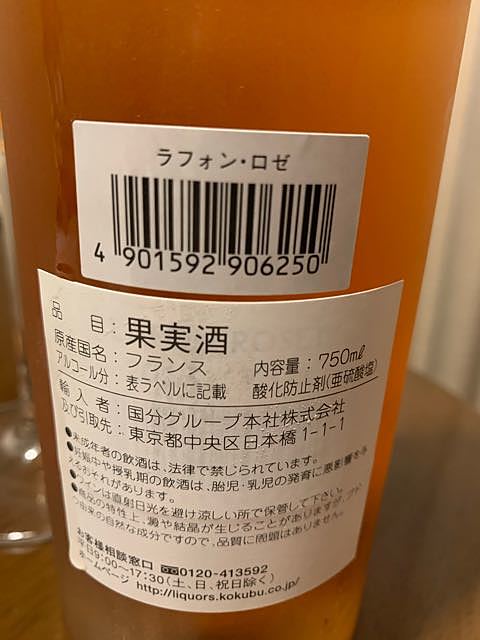 ラフォン・ロゼ
4 901592 906250
品　　目：果実酒
原産国名：フランス　内容量：750mℓ
アルコール分：表ラベルに記載　酸化防止剤(亜硫酸塩)
輸入者：国分グループ本社株式会社
及び引取先：東京都中央区日本橋1-1-1
●未成年者の飲酒は、法律で禁じられています。
●妊娠中や授乳期の飲酒は、胎児・乳児の発育に悪影響を与
えるおそれがあります。
●ワインは直射日光を避け涼しい所で保管して下さい。
●商品の特性上、澱や結晶が生じることがありますが、ブドウ
由来の自然な成分ですので、品質に問題はありません。
お客様相談窓口 0120-413592
平日9:00〜17:30(土、日、祝日除く)
ホームページ http://liquors.kokubu.co.jp/